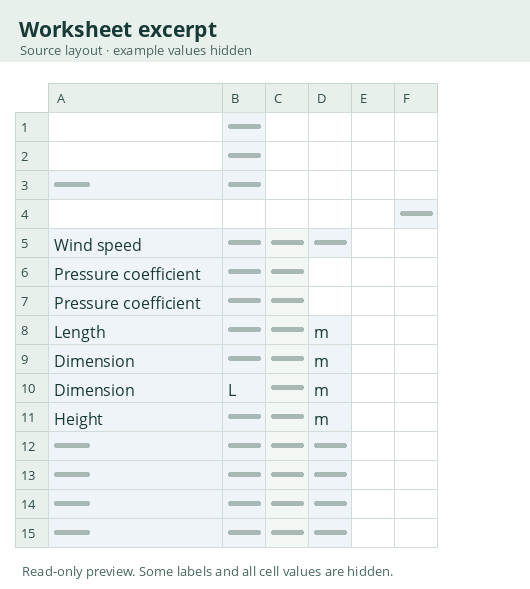 Worksheet excerpt
Source layout · example values hidden
A B C D E F
1
2
3
4
5 Wind speed
6 Pressure coefficient
7 Pressure coefficient
8 Length m
9 Dimension m
10 Dimension L m
11 Height m
12
13
14
15
Read-only preview. Some labels and all cell values are hidden.